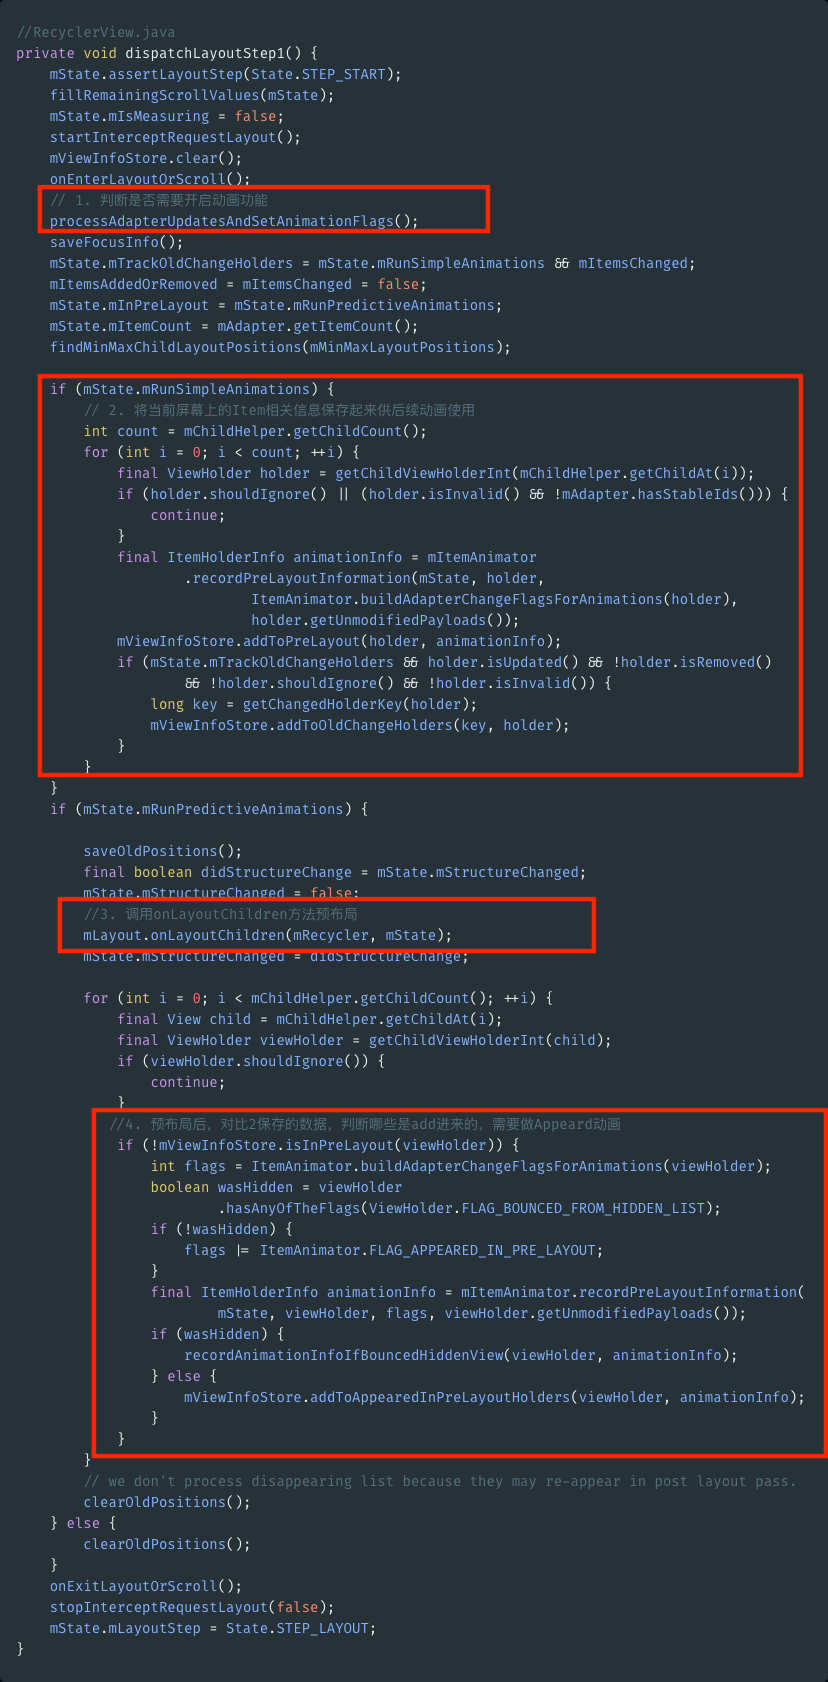 //RecyclerView.java
private void dispatchLayoutStep1() {
    mState.assertLayoutStep(State.STEP_START);
    fillRemainingScrollValues(mState);
    mState.mIsMeasuring = false;
    startInterceptRequestLayout();
    mViewInfoStore.clear();
    onEnterLayoutOrScroll();
    // 1. 判断是否需要开启动画功能
    processAdapterUpdatesAndSetAnimationFlags();
    saveFocusInfo();
    mState.mTrackOldChangeHolders = mState.mRunSimpleAnimations && mItemsChanged;
    mItemsAddedOrRemoved = mItemsChanged = false;
    mState.mInPreLayout = mState.mRunPredictiveAnimations;
    mState.mItemCount = mAdapter.getItemCount();
    findMinMaxChildLayoutPositions(mMinMaxLayoutPositions);

    if (mState.mRunSimpleAnimations) {
        // 2. 将当前屏幕上的Item相关信息保存起来供后续动画使用
        int count = mChildHelper.getChildCount();
        for (int i = 0; i < count; ++i) {
            final ViewHolder holder = getChildViewHolderInt(mChildHelper.getChildAt(i));
            if (holder.shouldIgnore() || (holder.isInvalid() && !mAdapter.hasStableIds())) {
                continue;
            }
            final ItemHolderInfo animationInfo = mItemAnimator
                    .recordPreLayoutInformation(mState, holder,
                            ItemAnimator.buildAdapterChangeFlagsForAnimations(holder),
                            holder.getUnmodifiedPayloads());
            mViewInfoStore.addToPreLayout(holder, animationInfo);
            if (mState.mTrackOldChangeHolders && holder.isUpdated() && !holder.isRemoved()
                    && !holder.shouldIgnore() && !holder.isInvalid()) {
                long key = getChangedHolderKey(holder);
                mViewInfoStore.addToOldChangeHolders(key, holder);
            }
        }
    }
    if (mState.mRunPredictiveAnimations) {

        saveOldPositions();
        final boolean didStructureChange = mState.mStructureChanged;
        mState.mStructureChanged = false;
        //3. 调用onLayoutChildren方法预布局
        mLayout.onLayoutChildren(mRecycler, mState);
        mState.mStructureChanged = didStructureChange;

        for (int i = 0; i < mChildHelper.getChildCount(); ++i) {
            final View child = mChildHelper.getChildAt(i);
            final ViewHolder viewHolder = getChildViewHolderInt(child);
            if (viewHolder.shouldIgnore()) {
                continue;
            }
           //4. 预布局后，对比2保存的数据，判断哪些是add进来的，需要做Appeard动画
            if (!mViewInfoStore.isInPreLayout(viewHolder)) {
                int flags = ItemAnimator.buildAdapterChangeFlagsForAnimations(viewHolder);
                boolean wasHidden = viewHolder
                        .hasAnyOfTheFlags(ViewHolder.FLAG_BOUNCED_FROM_HIDDEN_LIST);
                if (!wasHidden) {
                    flags |= ItemAnimator.FLAG_APPEARED_IN_PRE_LAYOUT;
                }
                final ItemHolderInfo animationInfo = mItemAnimator.recordPreLayoutInformation(
                        mState, viewHolder, flags, viewHolder.getUnmodifiedPayloads());
                if (wasHidden) {
                    recordAnimationInfoIfBouncedHiddenView(viewHolder, animationInfo);
                } else {
                    mViewInfoStore.addToAppearedInPreLayoutHolders(viewHolder, animationInfo);
                }
            }
        }
        // we don't process disappearing list because they may re-appear in post layout pass.
        clearOldPositions();
    } else {
        clearOldPositions();
    }
    onExitLayoutOrScroll();
    stopInterceptRequestLayout(false);
    mState.mLayoutStep = State.STEP_LAYOUT;
}